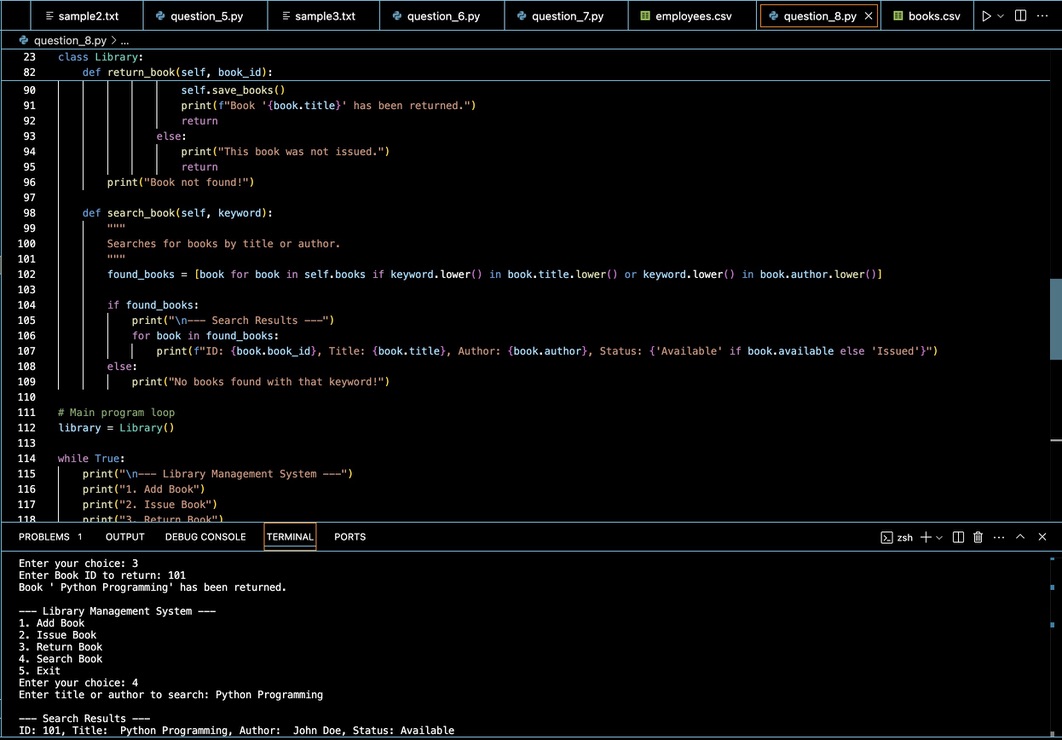 sample2.txt question_5.py sample3.txt question_6.py question_7.py employees.csv question_8.py books.csv
question_8.py > ...
23 class Library:
82 def return_book(self, book_id):
90 self.save_books()
91 print(f"Book '{book.title}' has been returned.")
92 return
93 else:
94 print("This book was not issued.")
95 return
96 print("Book not found!")
97
98 def search_book(self, keyword):
99 """
100 Searches for books by title or author.
101 """
102 found_books = [book for book in self.books if keyword.lower() in book.title.lower() or keyword.lower() in book.author.lower()]
103
104 if found_books:
105 print("\n--- Search Results ---")
106 for book in found_books:
107 print(f"ID: {book.book_id}, Title: {book.title}, Author: {book.author}, Status: {'Available' if book.available else 'Issued'}")
108 else:
109 print("No books found with that keyword!")
110
111 # Main program loop
112 library = Library()
113
114 while True:
115 print("\n--- Library Management System ---")
116 print("1. Add Book")
117 print("2. Issue Book")
118 print("3. Return Book")
PROBLEMS 1 OUTPUT DEBUG CONSOLE TERMINAL PORTS zsh
Enter your choice: 3
Enter Book ID to return: 101
Book ' Python Programming' has been returned.
--- Library Management System ---
1. Add Book
2. Issue Book
3. Return Book
4. Search Book
5. Exit
Enter your choice: 4
Enter title or author to search: Python Programming
--- Search Results ---
ID: 101, Title:  Python Programming, Author:  John Doe, Status: Available